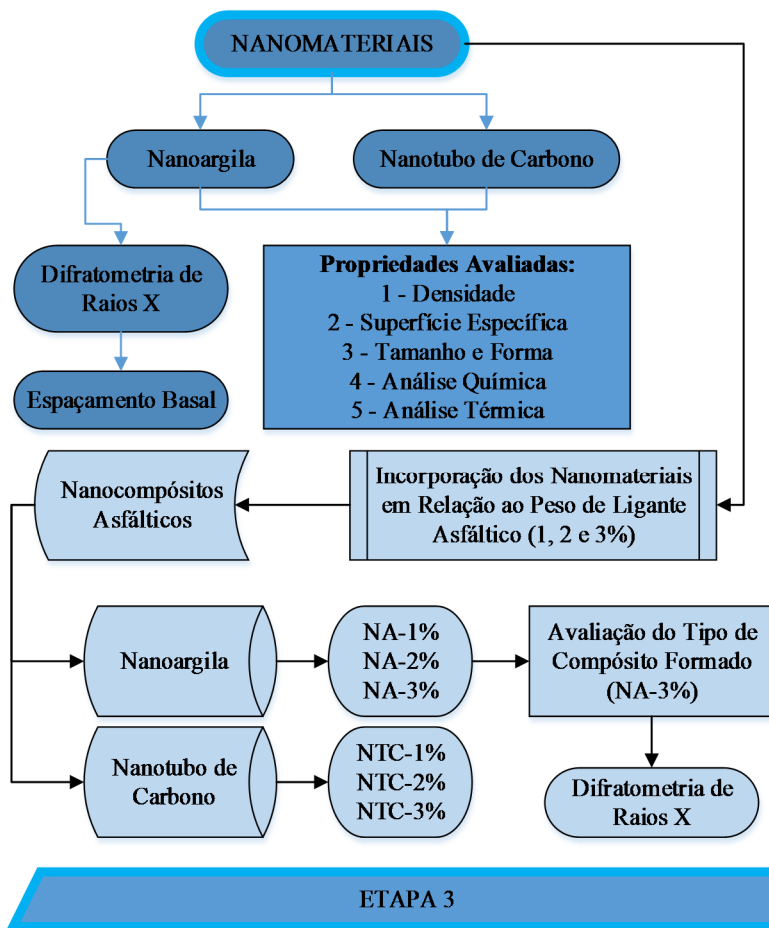 NANOMATERIAIS
Nanoargila
Nanotubo de Carbono
Difratometria de
Raios X
Espaçamento Basal
Propriedades Avaliadas:
1 - Densidade
2 - Superfície Específica
3 - Tamanho e Forma
4 - Análise Química
5 - Análise Térmica
Nanocompósitos
Asfálticos
Incorporação dos Nanomateriais
em Relação ao Peso de Ligante
Asfáltico (1, 2 e 3%)
Nanoargila
NA-1%
NA-2%
NA-3%
Avaliação do Tipo de
Compósito Formado
(NA-3%)
Nanotubo de
Carbono
NTC-1%
NTC-2%
NTC-3%
Difratometria de
Raios X
ETAPA 3